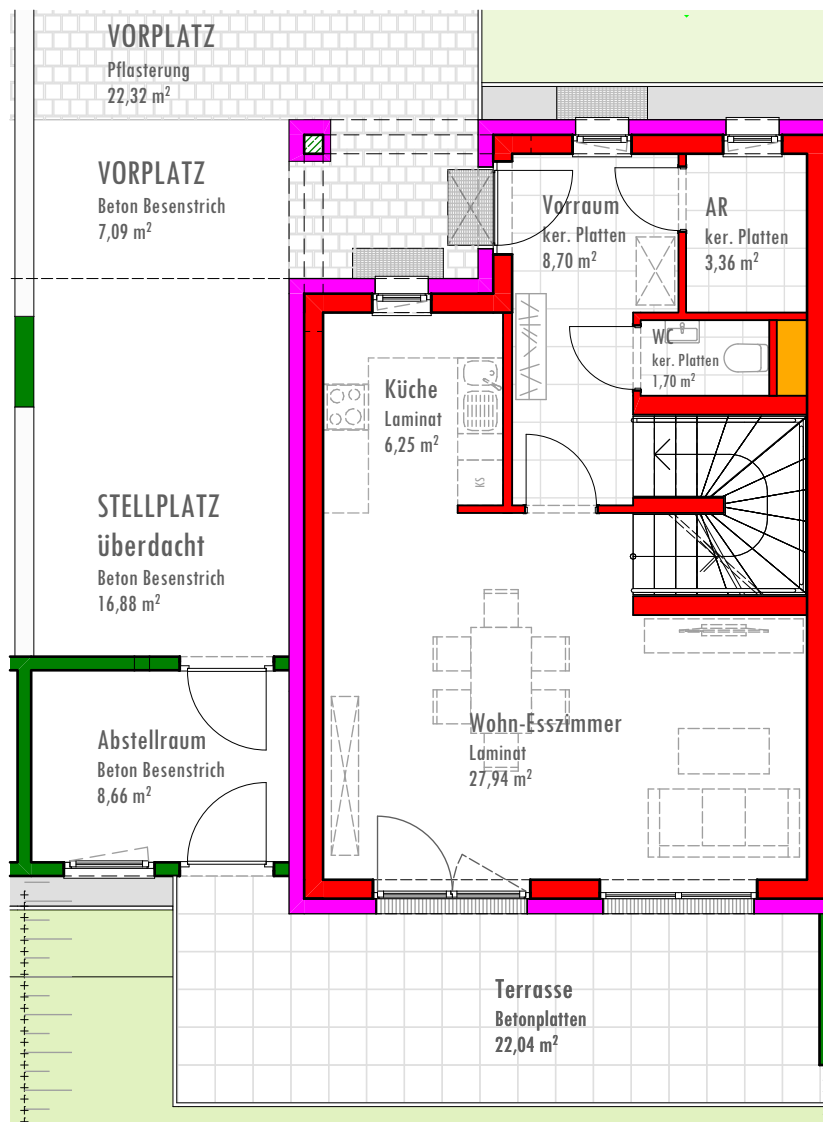 VORPLATZ
Pflasterung
22,32 m²
VORPLATZ
Beton Besenstrich
7,09 m²
Vorraum
ker. Platten
8,70 m²
AR
ker. Platten
3,36 m²
WC
ker. Platten
1,70 m²
Küche
Laminat
6,25 m²
KS
STELLPLATZ
überdacht
Beton Besenstrich
16,88 m²
Abstellraum
Beton Besenstrich
8,66 m²
Wohn-Esszimmer
Laminat
27,94 m²
Terrasse
Betonplatten
22,04 m²